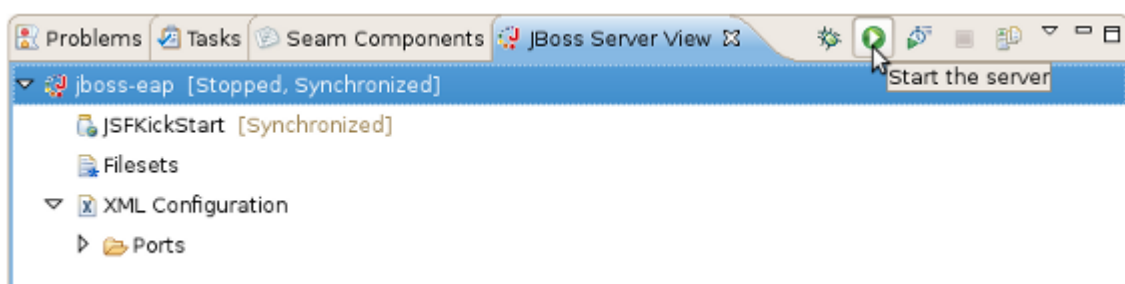 Problems Tasks Seam Components JBoss Server View
Start the server
jboss-eap [Stopped, Synchronized]
JSFKickStart [Synchronized]
Filesets
XML Configuration
Ports